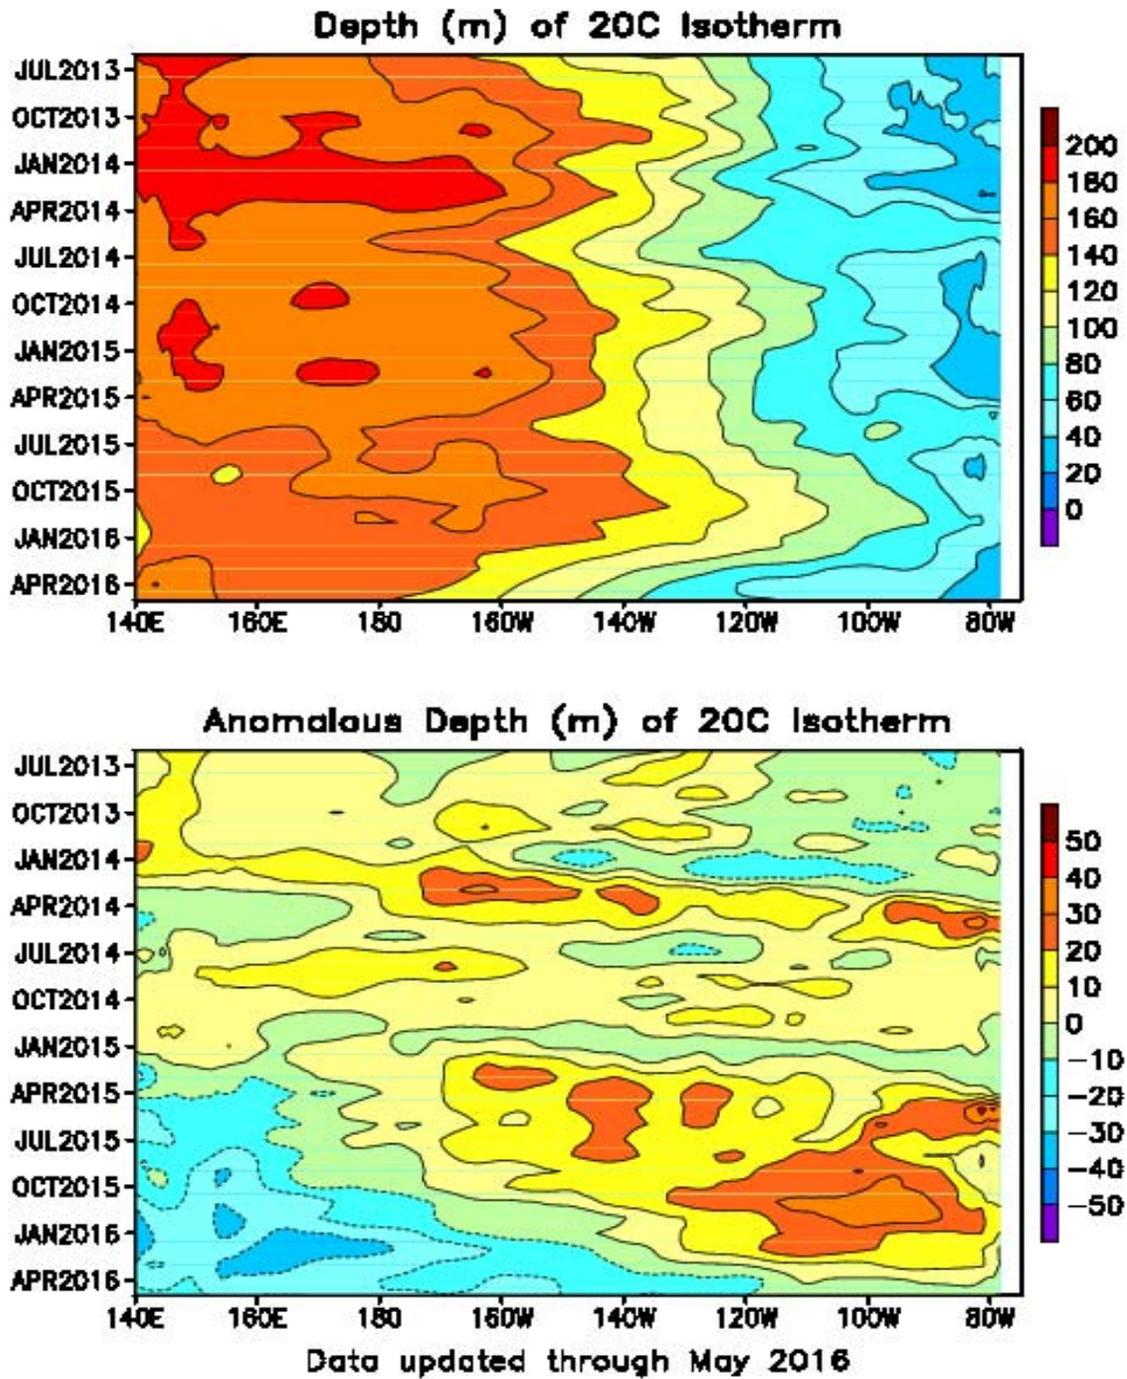 Depth (m) of 20C Isotherm
JUL2013
OCT2013
JAN2014
APR2014
JUL2014
OCT2014
JAN2015
APR2015
JUL2015
OCT2015
JAN2016
APR2016
140E 160E 180 160W 140W 120W 100W 80W
200
180
160
140
120
100
80
60
40
20
0
Anomalous Depth (m) of 20C Isotherm
JUL2013
OCT2013
JAN2014
APR2014
JUL2014
OCT2014
JAN2015
APR2015
JUL2015
OCT2015
JAN2016
APR2016
140E 160E 180 160W 140W 120W 100W 80W
50
40
30
20
10
0
−10
−20
−30
−40
−50
Data updated through May 2016